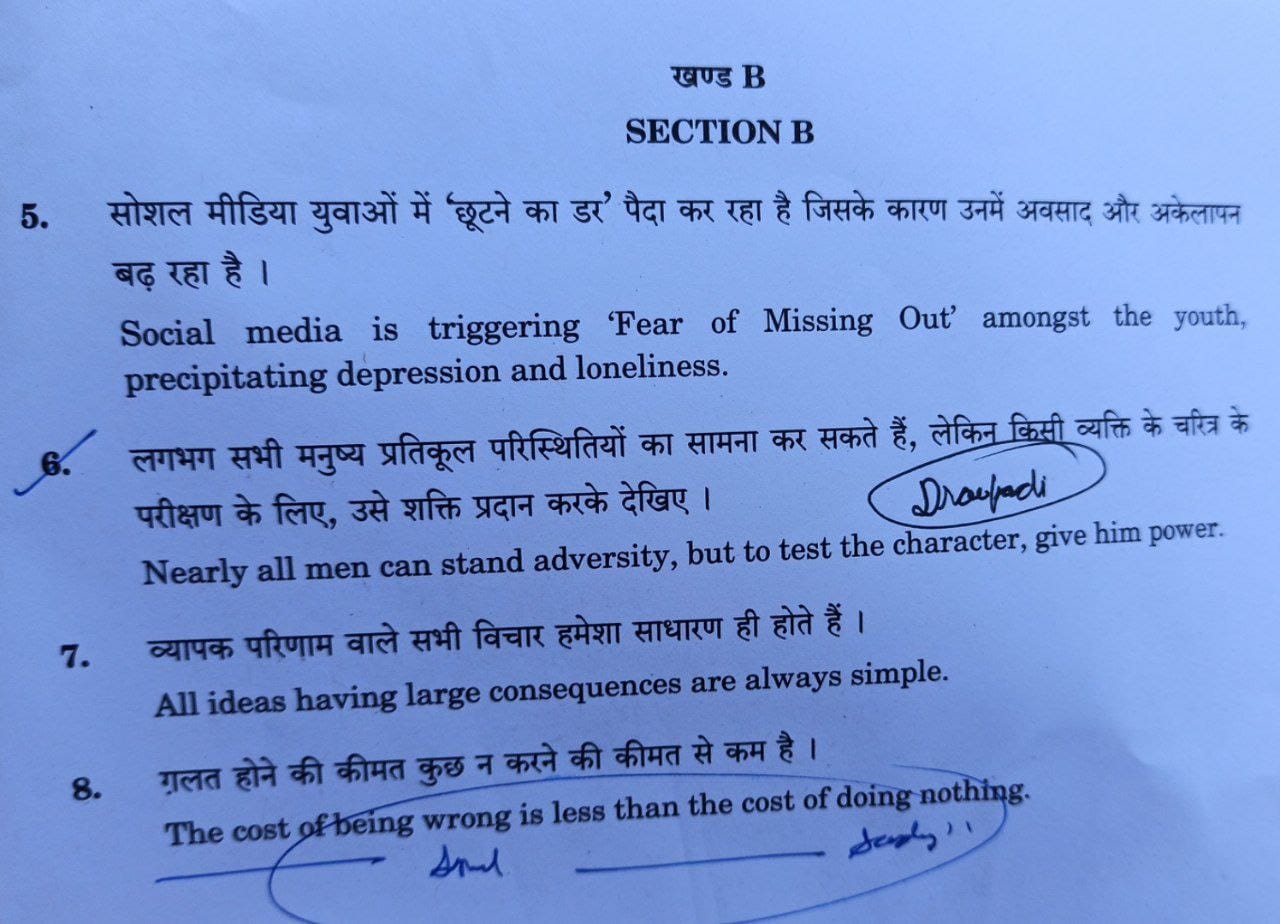 खण्ड B
SECTION B
5. सोशल मीडिया युवाओं में ‘छूटने का डर’ पैदा कर रहा है जिसके कारण उनमें अवसाद और अकेलापन
बढ़ रहा है ।
Social media is triggering ‘Fear of Missing Out’ amongst the youth,
precipitating depression and loneliness.
6. लगभग सभी मनुष्य प्रतिकूल परिस्थितियों का सामना कर सकते हैं, लेकिन किसी व्यक्ति के चरित्र के
परीक्षण के लिए, उसे शक्ति प्रदान करके देखिए ।
Draupadi
Nearly all men can stand adversity, but to test the character, give him power.
7. व्यापक परिणाम वाले सभी विचार हमेशा साधारण ही होते हैं ।
All ideas having large consequences are always simple.
8. ग़लत होने की कीमत कुछ न करने की कीमत से कम है ।
The cost of being wrong is less than the cost of doing nothing.